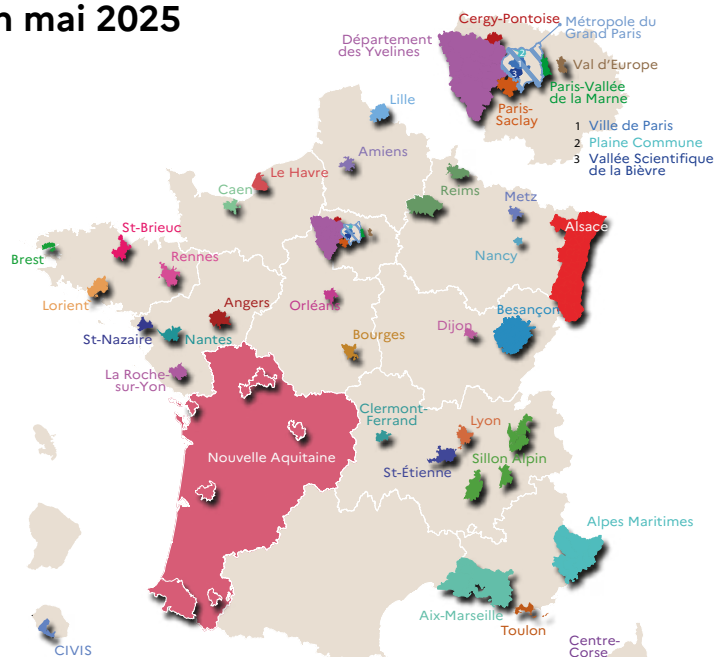 n mai 2025
Cergy-Pontoise
Métropole du
Grand Paris
Département
des Yvelines
2
3
Val d'Europe
Paris-Vallée
de la Marne
Paris-
Saclay
1 Ville de Paris
2 Plaine Commune
3 Vallée Scientifique
de la Bièvre
Lille
Amiens
Le Havre
Caen
Reims
Metz
Alsace
St-Brieuc
Brest
Rennes
Nancy
Lorient
Angers
Orléans
Besançon
St-Nazaire
Nantes
Bourges
Dijon
La Roche-
sur-Yon
Clermont-
Ferrand
Lyon
Nouvelle Aquitaine
St-Étienne
Sillon Alpin
Alpes Maritimes
Aix-Marseille
Toulon
Centre-
Corse
CIVIS